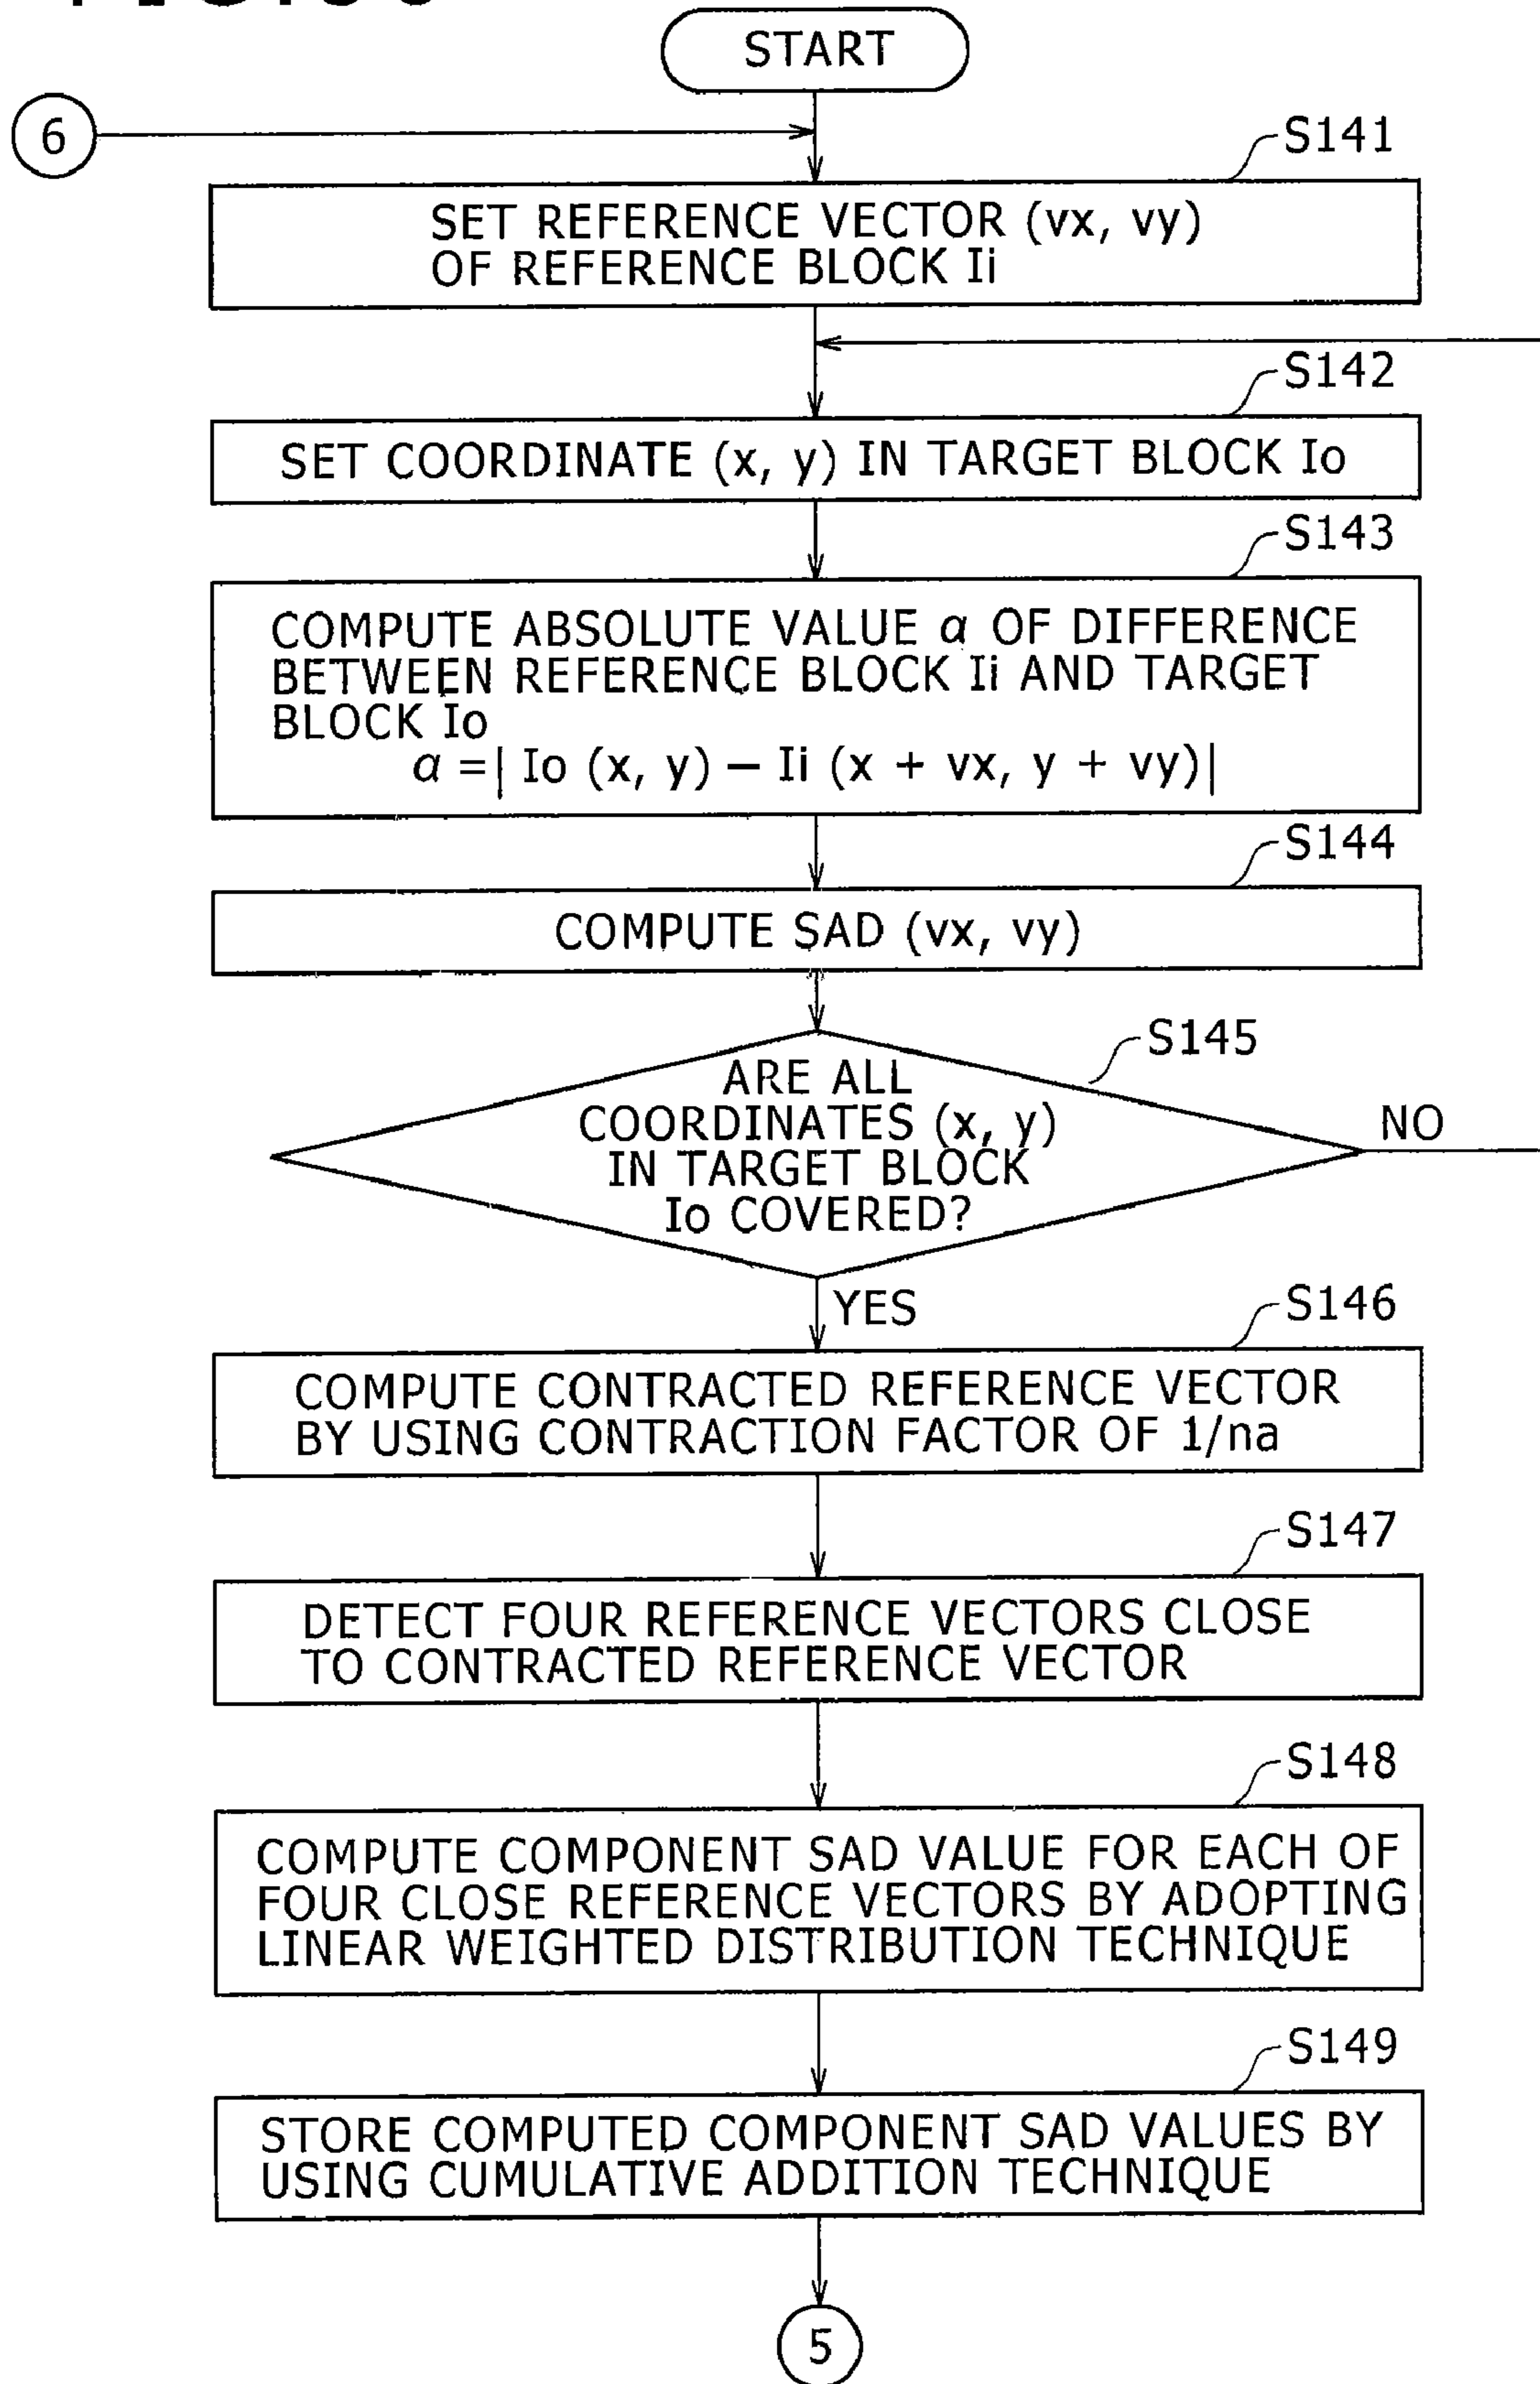 START
6
S141
SET REFERENCE VECTOR (vx, vy)
OF REFERENCE BLOCK Ii
S142
SET COORDINATE (x, y) IN TARGET BLOCK Io
S143
COMPUTE ABSOLUTE VALUE α OF DIFFERENCE
BETWEEN REFERENCE BLOCK Ii AND TARGET
BLOCK Io
α =| Io (x, y) – Ii (x + vx, y + vy)|
S144
COMPUTE SAD (vx, vy)
S145
ARE ALL
COORDINATES (x, y)
IN TARGET BLOCK
Io COVERED?
NO
YES
S146
COMPUTE CONTRACTED REFERENCE VECTOR
BY USING CONTRACTION FACTOR OF 1/na
S147
DETECT FOUR REFERENCE VECTORS CLOSE
TO CONTRACTED REFERENCE VECTOR
S148
COMPUTE COMPONENT SAD VALUE FOR EACH OF
FOUR CLOSE REFERENCE VECTORS BY ADOPTING
LINEAR WEIGHTED DISTRIBUTION TECHNIQUE
S149
STORE COMPUTED COMPONENT SAD VALUES BY
USING CUMULATIVE ADDITION TECHNIQUE
5